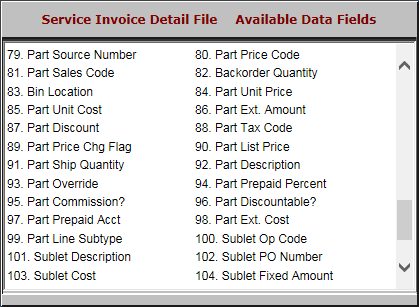 Service Invoice Detail File    Available Data Fields
79. Part Source Number    80. Part Price Code
81. Part Sales Code    82. Backorder Quantity
83. Bin Location    84. Part Unit Price
85. Part Unit Cost    86. Part Ext. Amount
87. Part Discount    88. Part Tax Code
89. Part Price Chg Flag    90. Part List Price
91. Part Ship Quantity    92. Part Description
93. Part Override    94. Part Prepaid Percent
95. Part Commission?    96. Part Discountable?
97. Part Prepaid Acct    98. Part Ext. Cost
99. Part Line Subtype    100. Sublet Op Code
101. Sublet Description    102. Sublet PO Number
103. Sublet Cost    104. Sublet Fixed Amount